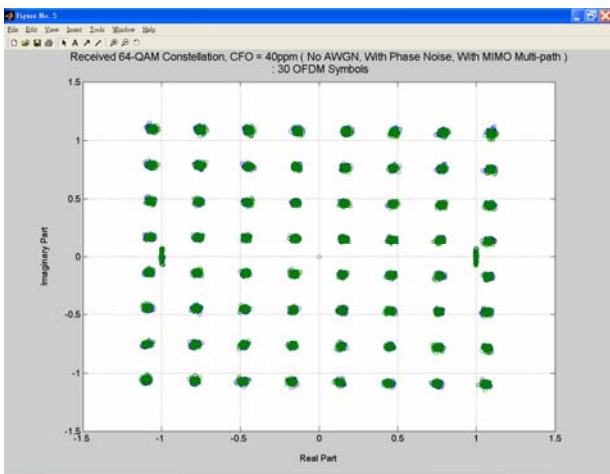 Figure No. 5
File Edit View Insert Tools Window Help
Received 64-QAM Constellation, CFO = 40ppm ( No AWGN, With Phase Noise, With MIMO Multi-path )
: 30 OFDM Symbols
1.5
1
0.5
0
-0.5
-1
-1.5
Imaginary Part
-1.5 -1 -0.5 0 0.5 1 1.5
Real Part